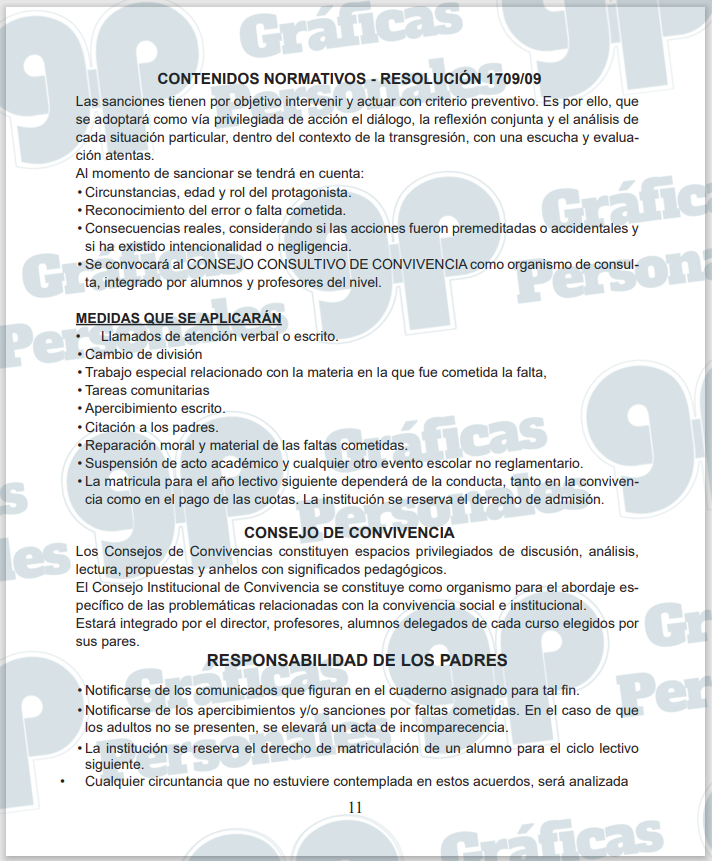 CONTENIDOS NORMATIVOS - RESOLUCIÓN 1709/09
Las sanciones tienen por objetivo intervenir y actuar con criterio preventivo. Es por ello, que
se adoptará como vía privilegiada de acción el diálogo, la reflexión conjunta y el análisis de
cada situación particular, dentro del contexto de la transgresión, con una escucha y evalua-
ción atentas.
Al momento de sancionar se tendrá en cuenta:
• Circunstancias, edad y rol del protagonista.
• Reconocimiento del error o falta cometida.
• Consecuencias reales, considerando si las acciones fueron premeditadas o accidentales y
si ha existido intencionalidad o negligencia.
• Se convocará al CONSEJO CONSULTIVO DE CONVIVENCIA como organismo de consul-
ta, integrado por alumnos y profesores del nivel.
MEDIDAS QUE SE APLICARÁN
• Llamados de atención verbal o escrito.
• Cambio de división
• Trabajo especial relacionado con la materia en la que fue cometida la falta,
• Tareas comunitarias
• Apercibimiento escrito.
• Citación a los padres.
• Reparación moral y material de las faltas cometidas.
• Suspensión de acto académico y cualquier otro evento escolar no reglamentario.
• La matricula para el año lectivo siguiente dependerá de la conducta, tanto en la conviven-
cia como en el pago de las cuotas. La institución se reserva el derecho de admisión.
CONSEJO DE CONVIVENCIA
Los Consejos de Convivencias constituyen espacios privilegiados de discusión, análisis,
lectura, propuestas y anhelos con significados pedagógicos.
El Consejo Institucional de Convivencia se constituye como organismo para el abordaje es-
pecífico de las problemáticas relacionadas con la convivencia social e institucional.
Estará integrado por el director, profesores, alumnos delegados de cada curso elegidos por
sus pares.
RESPONSABILIDAD DE LOS PADRES
• Notificarse de los comunicados que figuran en el cuaderno asignado para tal fin.
• Notificarse de los apercibimientos y/o sanciones por faltas cometidas. En el caso de que
los adultos no se presenten, se elevará un acta de incomparecencia.
• La institución se reserva el derecho de matriculación de un alumno para el ciclo lectivo
siguiente.
• Cualquier circuntancia que no estuviere contemplada en estos acuerdos, será analizada
11
gp Gráficas Personales